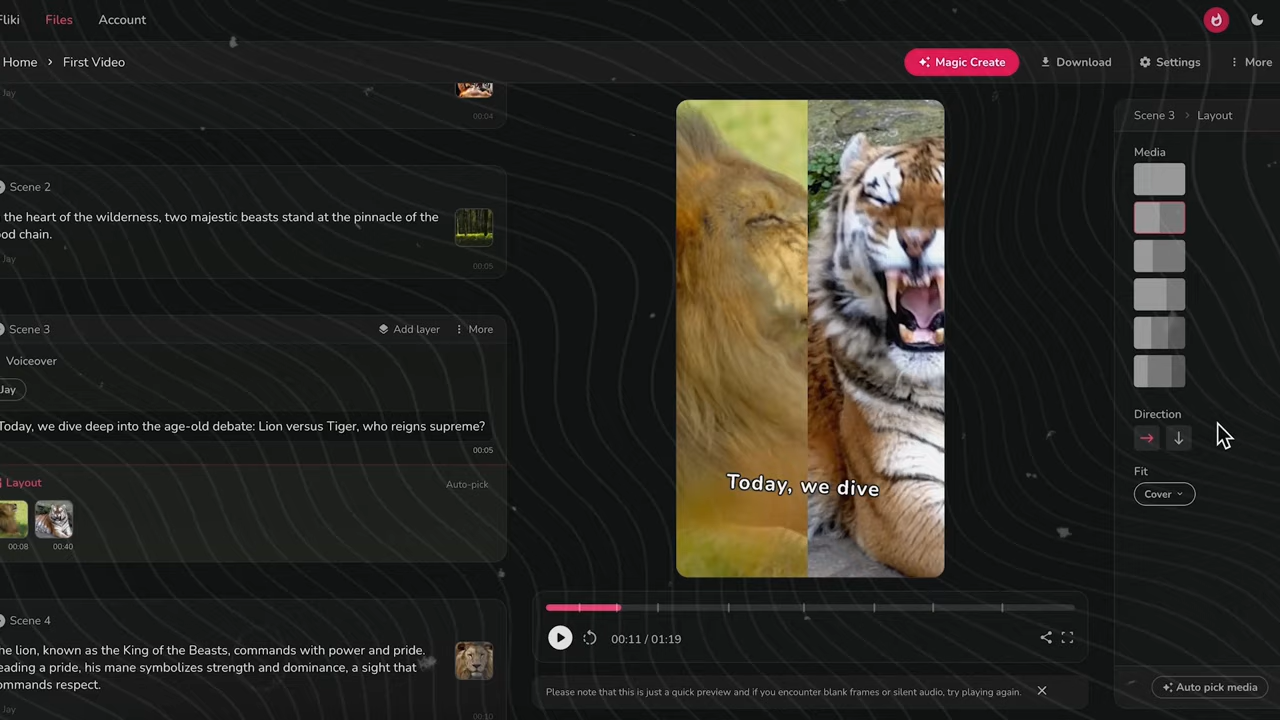 Files
Account
Home > First Video
Magic Create
Download
Settings
More
Jay
00:04
Scene 2
the heart of the wilderness, two majestic beasts stand at the pinnacle of the
chain.
Jay
00:05
Scene 3
Add layer
More
Voiceover
Jay
Today, we dive deep into the age-old debate: Lion versus Tiger, who reigns supreme?
00:05
Layout
Auto-pick
00:08
00:40
Scene 4
lion, known as the King of the Beasts, commands with power and pride.
a pride, his mane symbolizes strength and dominance, a sight that
respect.
Jay
00:10
Today, we dive
00:11 / 01:19
Please note that this is just a quick preview and if you encounter blank frames or silent audio, try playing again.
Scene 3 > Layout
Media
Direction
Fit
Cover
Auto pick media